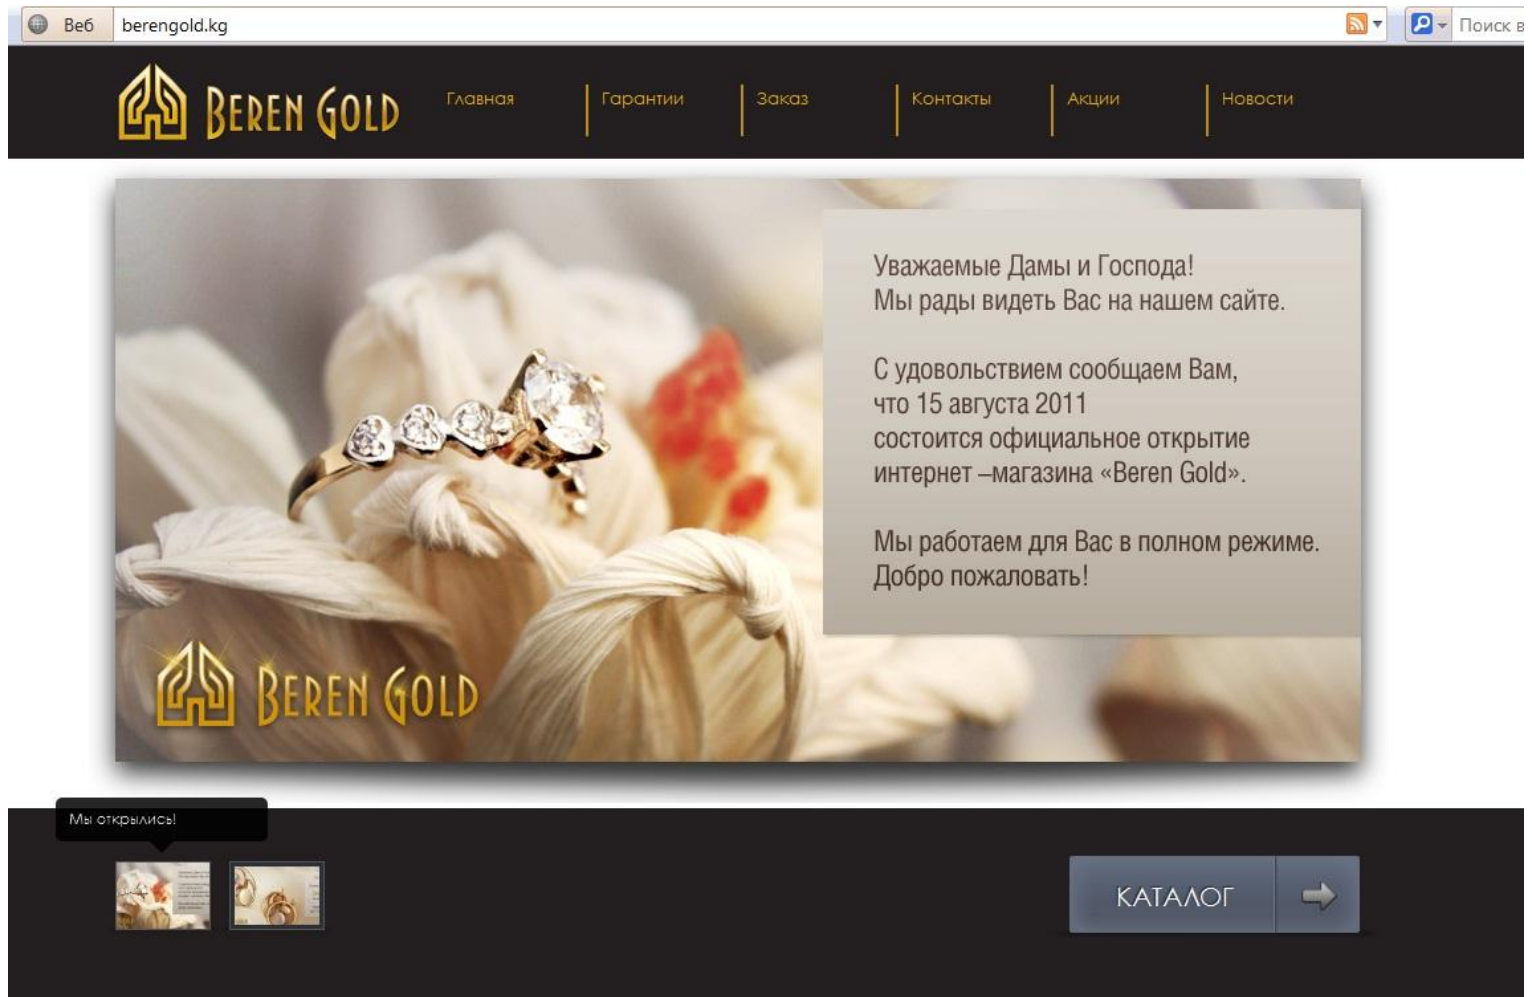 Веб
berengold.kg
Поиск в
BEREN GOLD
Главная
Гарантии
Заказ
Контакты
Акции
Новости
Уважаемые Дамы и Господа!
Мы рады видеть Вас на нашем сайте.
С удовольствием сообщаем Вам,
что 15 августа 2011
состоится официальное открытие
интернет –магазина «Beren Gold».
Мы работаем для Вас в полном режиме.
Добро пожаловать!
BEREN GOLD
Мы открылись!
КАТАЛОГ